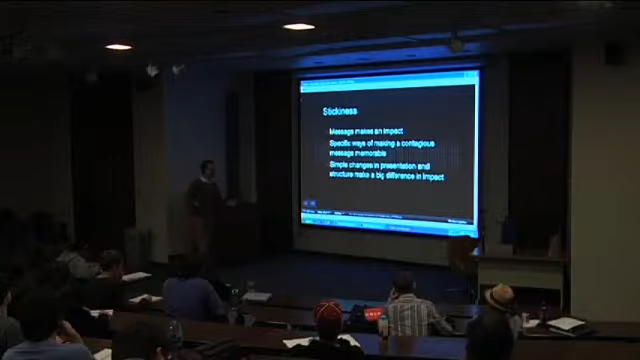 Stickiness
Message makes an impact
Specific ways of making a contagious
message memorable
Simple changes in presentation and
structure make a big difference in impact